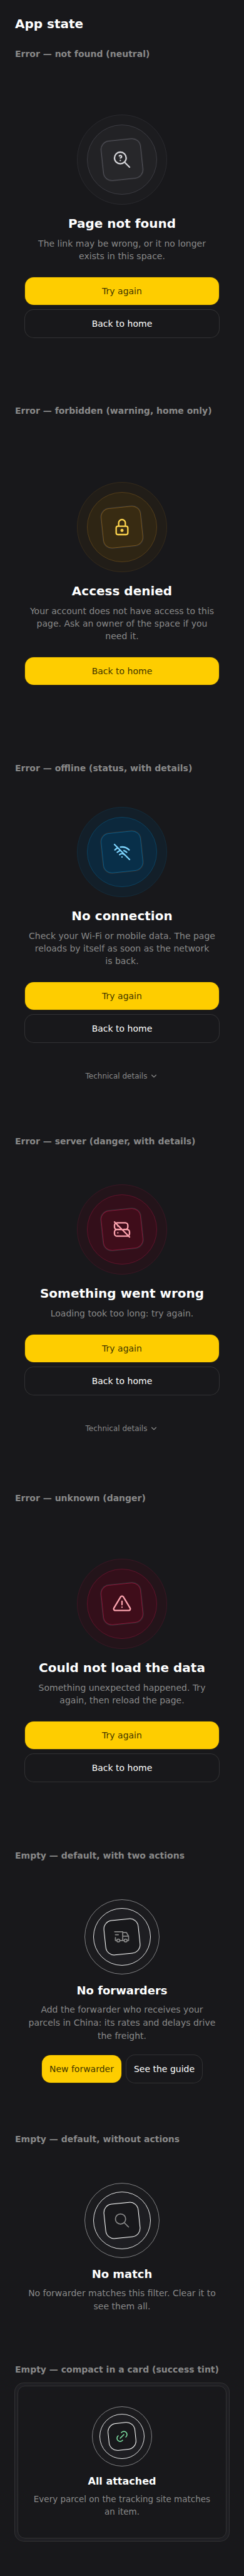 App state
Error — not found (neutral)
Page not found
The link may be wrong, or it no longer
exists in this space.
Try again
Back to home
Error — forbidden (warning, home only)
Access denied
Your account does not have access to this
page. Ask an owner of the space if you
need it.
Back to home
Error — offline (status, with details)
No connection
Check your Wi-Fi or mobile data. The page
reloads by itself as soon as the network
is back.
Try again
Back to home
Technical details
Error — server (danger, with details)
Something went wrong
Loading took too long: try again.
Try again
Back to home
Technical details
Error — unknown (danger)
Could not load the data
Something unexpected happened. Try
again, then reload the page.
Try again
Back to home
Empty — default, with two actions
No forwarders
Add the forwarder who receives your
parcels in China: its rates and delays drive
the freight.
New forwarder
See the guide
Empty — default, without actions
No match
No forwarder matches this filter. Clear it to
see them all.
Empty — compact in a card (success tint)
All attached
Every parcel on the tracking site matches
an item.